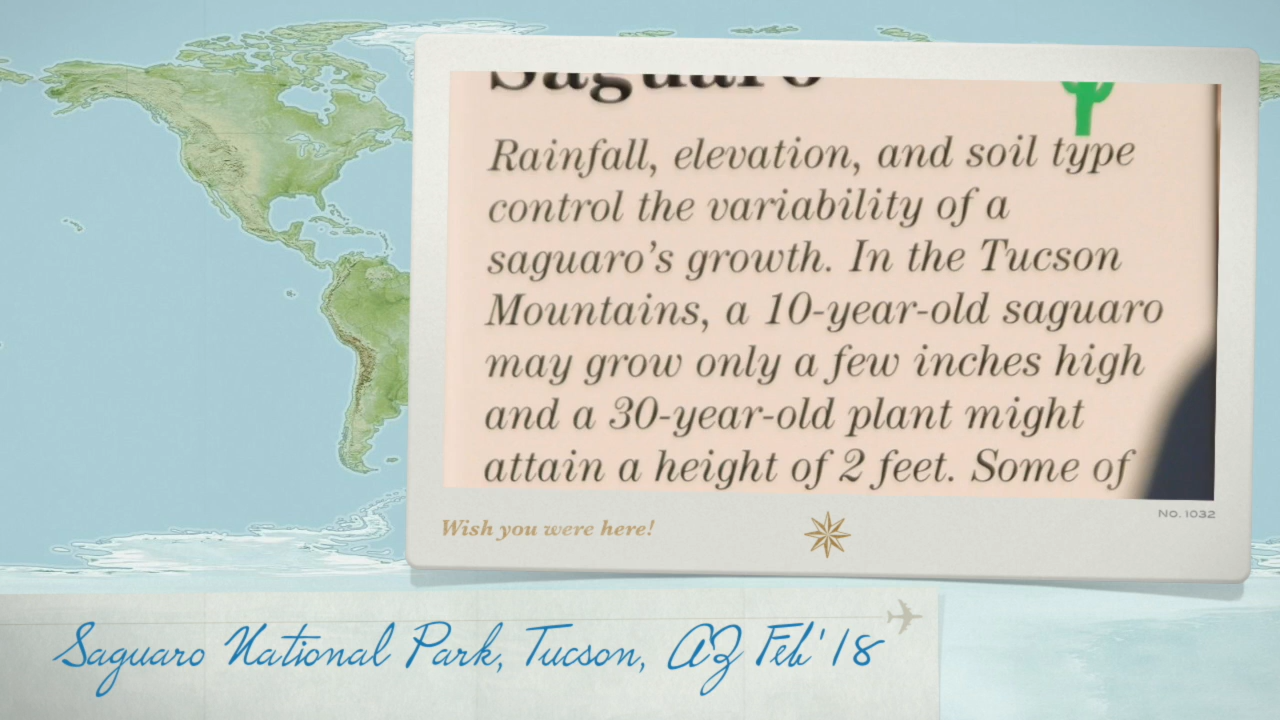 Saguaro
Rainfall, elevation, and soil type
control the variability of a
saguaro's growth. In the Tucson
Mountains, a 10-year-old saguaro
may grow only a few inches high
and a 30-year-old plant might
attain a height of 2 feet. Some of
Wish you were here!
NO. 1032
Saguaro National Park, Tucson, AZ Feb' 18